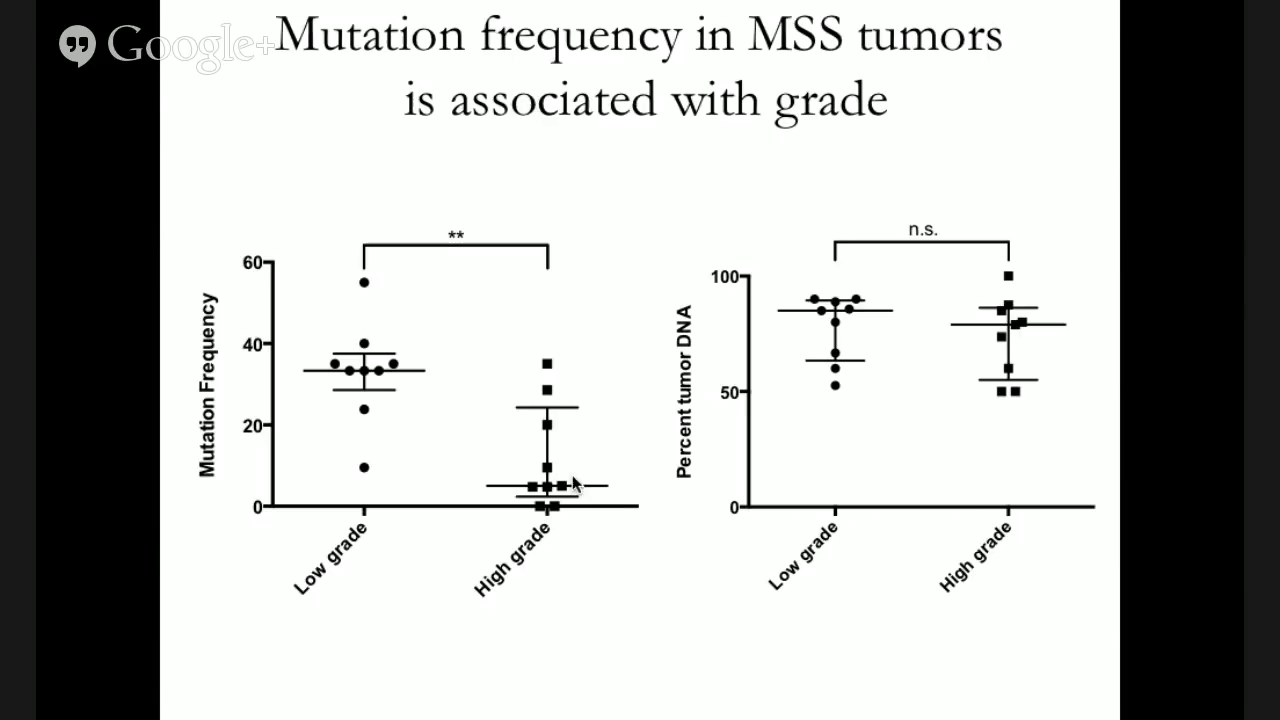 Google+
Mutation frequency in MSS tumors
is associated with grade
**
60
40
20
0
Mutation Frequency
Low grade
High grade
n.s.
100
50
0
Percent tumor DNA
Low grade
High grade